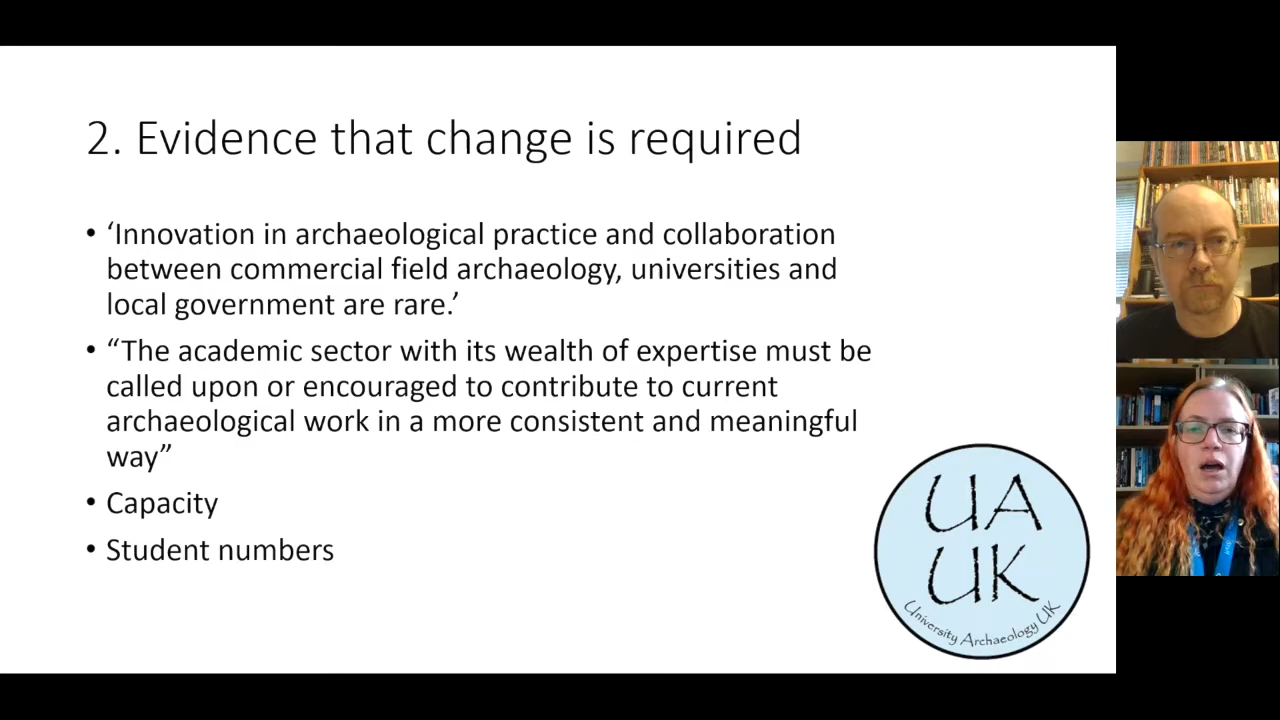 2. Evidence that change is required
• ‘Innovation in archaeological practice and collaboration
between commercial field archaeology, universities and
local government are rare.’
• “The academic sector with its wealth of expertise must be
called upon or encouraged to contribute to current
archaeological work in a more consistent and meaningful
way”
• Capacity
• Student numbers
UA
UK
University Archaeology UK